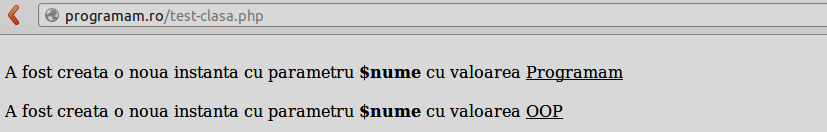 programam.ro/test-clasa.php
A fost creata o noua instanta cu parametru $nume cu valoarea Programam
A fost creata o noua instanta cu parametru $nume cu valoarea OOP